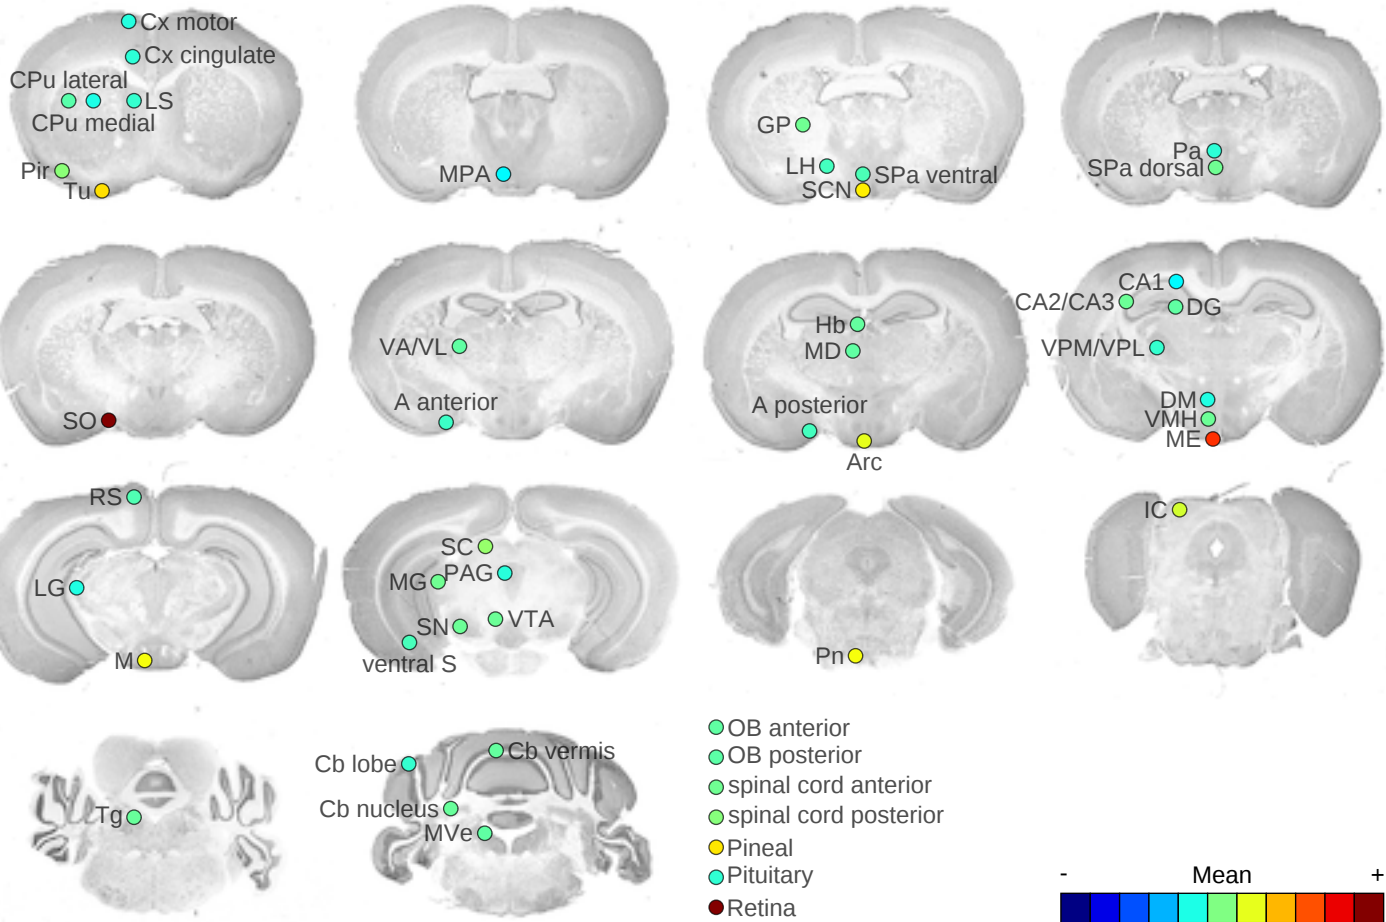 Cx motor
Cx cingulate
CPu lateral
LS
CPu medial
Pir
Tu
MPA
GP
LH
SPa ventral
SCN
Pa
SPa dorsal
SO
VA/VL
A anterior
Hb
MD
A posterior
Arc
CA1
CA2/CA3
DG
VPM/VPL
DM
VMH
ME
RS
LG
M
SC
MG
PAG
SN
VTA
ventral S
Pn
IC
Tg
Cb lobe
Cb vermis
Cb nucleus
MVe
OB anterior
OB posterior
spinal cord anterior
spinal cord posterior
Pineal
Pituitary
Retina
- Mean +